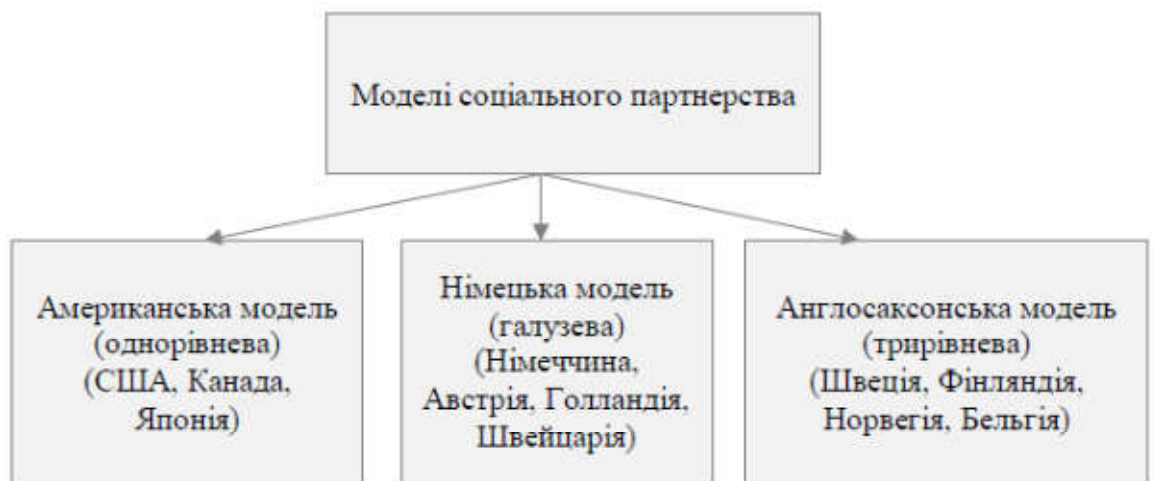 Моделі соціального партнерства
Американська модель
(однорівнева)
(США, Канада,
Японія)
Німецька модель
(галузева)
(Німеччина,
Австрія, Голландія,
Швейцарія)
Англосаксонська модель
(трирівнева)
(Швеція, Фінляндія,
Норвегія, Бельгія)